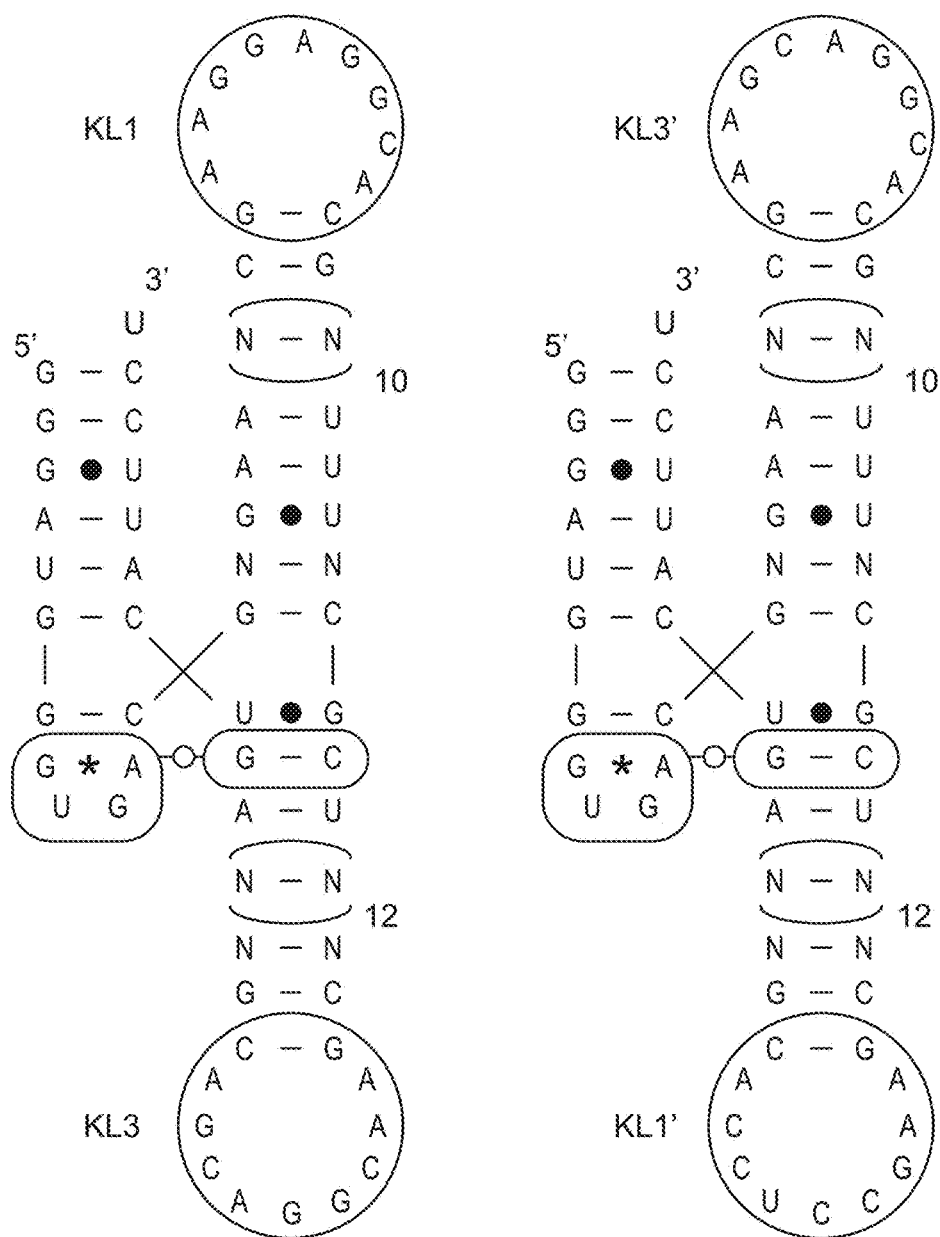 G A G C A G
G G
G G
KL1 A C KL3' A C
A A A A
G – C G – C
C – G C – G
3' 3'
U N – N U N – N
5' 5'
G – C 10 G – C 10
G – C A – U G – C A – U
G ● U A – U G ● U A – U
A – U G ● U A – U G ● U
U – A N – N U – A N – N
G – C G – C G – C G – C
G – C U ● G G – C U ● G
G * A G – C G * A G – C
U G A – U U G A – U
N – N N – N
12 12
N – N N – N
G – C G – C
C – G C – G
A A A A
KL3 G A KL1' C A
C C C G
A G G U C C